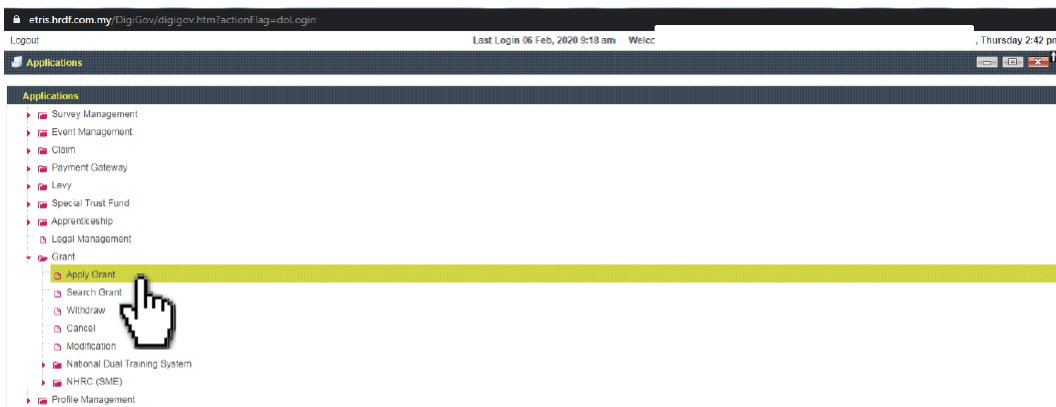 etris.hrdf.com.my/DigiGov/digigov.htm?actionFlag=doLogin
Logout Last Login 06 Feb, 2020 9:18 am Welcc , Thursday 2:42 pm
Applications
Applications
Survey Management
Event Management
Claim
Payment Gateway
Levy
Special Trust Fund
Apprenticeship
Legal Management
Grant
Apply Grant
Search Grant
Withdraw
Cancel
Modification
National Dual Training System
NHRC (SME)
Profile Management